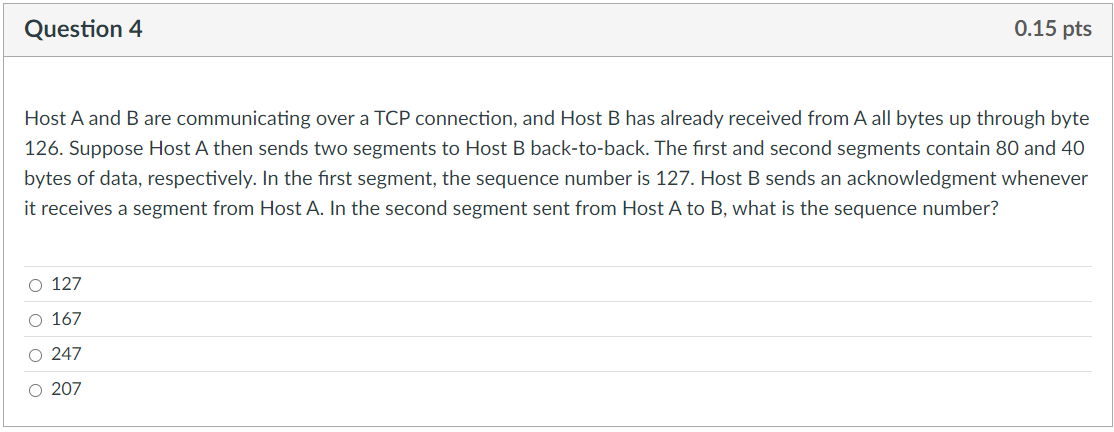 Question 4
0.15 pts
Host A and B are communicating over a TCP connection, and Host B has already received from A all bytes up through byte
126. Suppose Host A then sends two segments to Host B back-to-back. The first and second segments contain 80 and 40
bytes of data, respectively. In the first segment, the sequence number is 127. Host B sends an acknowledgment whenever
it receives a segment from Host A. In the second segment sent from Host A to B, what is the sequence number?
127
167
247
207